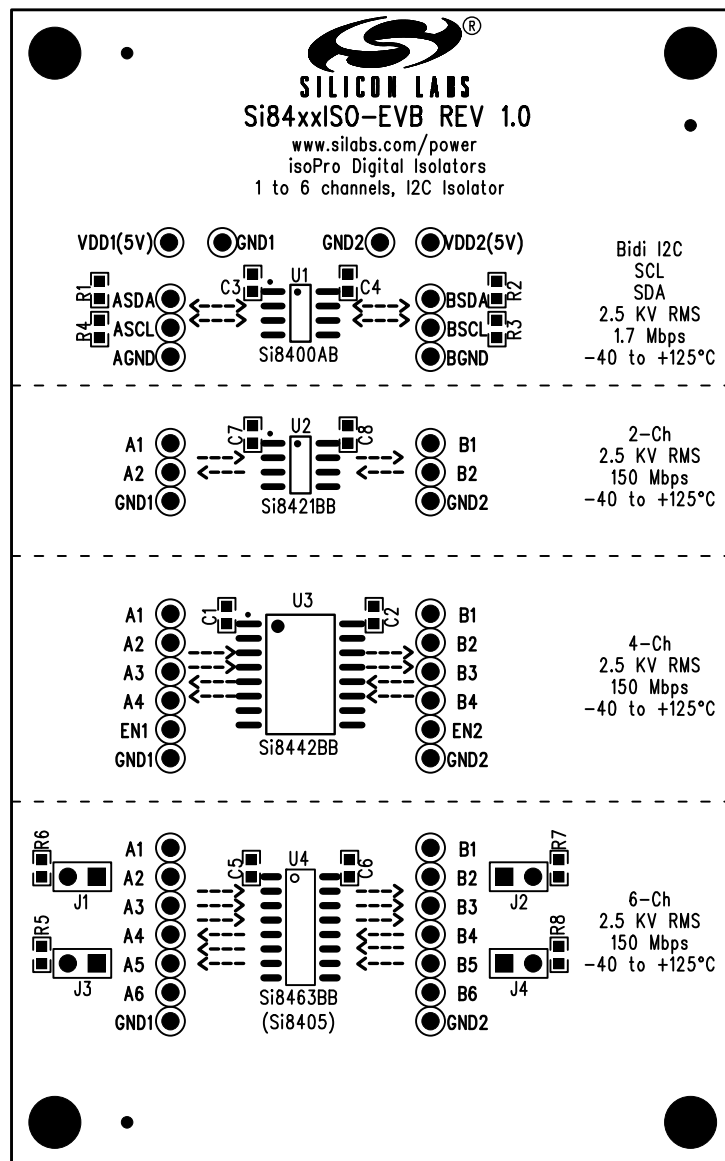 ®
SILICON LABS
Si84xxISO-EVB REV 1.0
www.silabs.com/power
isoPro Digital Isolators
1 to 6 channels, I2C Isolator
VDD1(5V) GND1 GND2 VDD2(5V)
R1 ASDA C3 U1 C4 BSDA R2
R4 ASCL BSCL R3
AGND Si8400AB BGND
Bidi I2C
SCL
SDA
2.5 KV RMS
1.7 Mbps
-40 to +125°C
A1 C7 U2 C8 B1
A2 B2
GND1 Si8421BB GND2
2-Ch
2.5 KV RMS
150 Mbps
-40 to +125°C
A1 C1 U3 C2 B1
A2 B2
A3 B3
A4 B4
EN1 EN2
GND1 Si8442BB GND2
4-Ch
2.5 KV RMS
150 Mbps
-40 to +125°C
R6 A1 C5 U4 C6 B1 R7
J1 A2 B2 J2
A3 B3
R5 A4 B4 R8
J3 A5 B5 J4
A6 Si8463BB B6
GND1 (Si8405) GND2
6-Ch
2.5 KV RMS
150 Mbps
-40 to +125°C